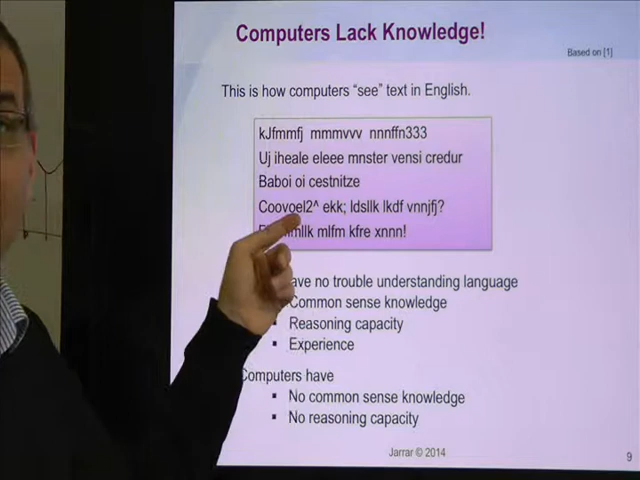 Computers Lack Knowledge!
Based on [1]
This is how computers “see” text in English.
kJfmmfj mmmvvv nnnffn333
Uj iheale eleee mnster vensi credur
Baboi oi cestnitze
Coovoel2^ ekk; ldsllk lkdf vnnjfj?
mlfm kfre xnnn!
no trouble understanding language
Common sense knowledge
▪ Reasoning capacity
▪ Experience
Computers have
▪ No common sense knowledge
▪ No reasoning capacity
Jarrar © 2014
9